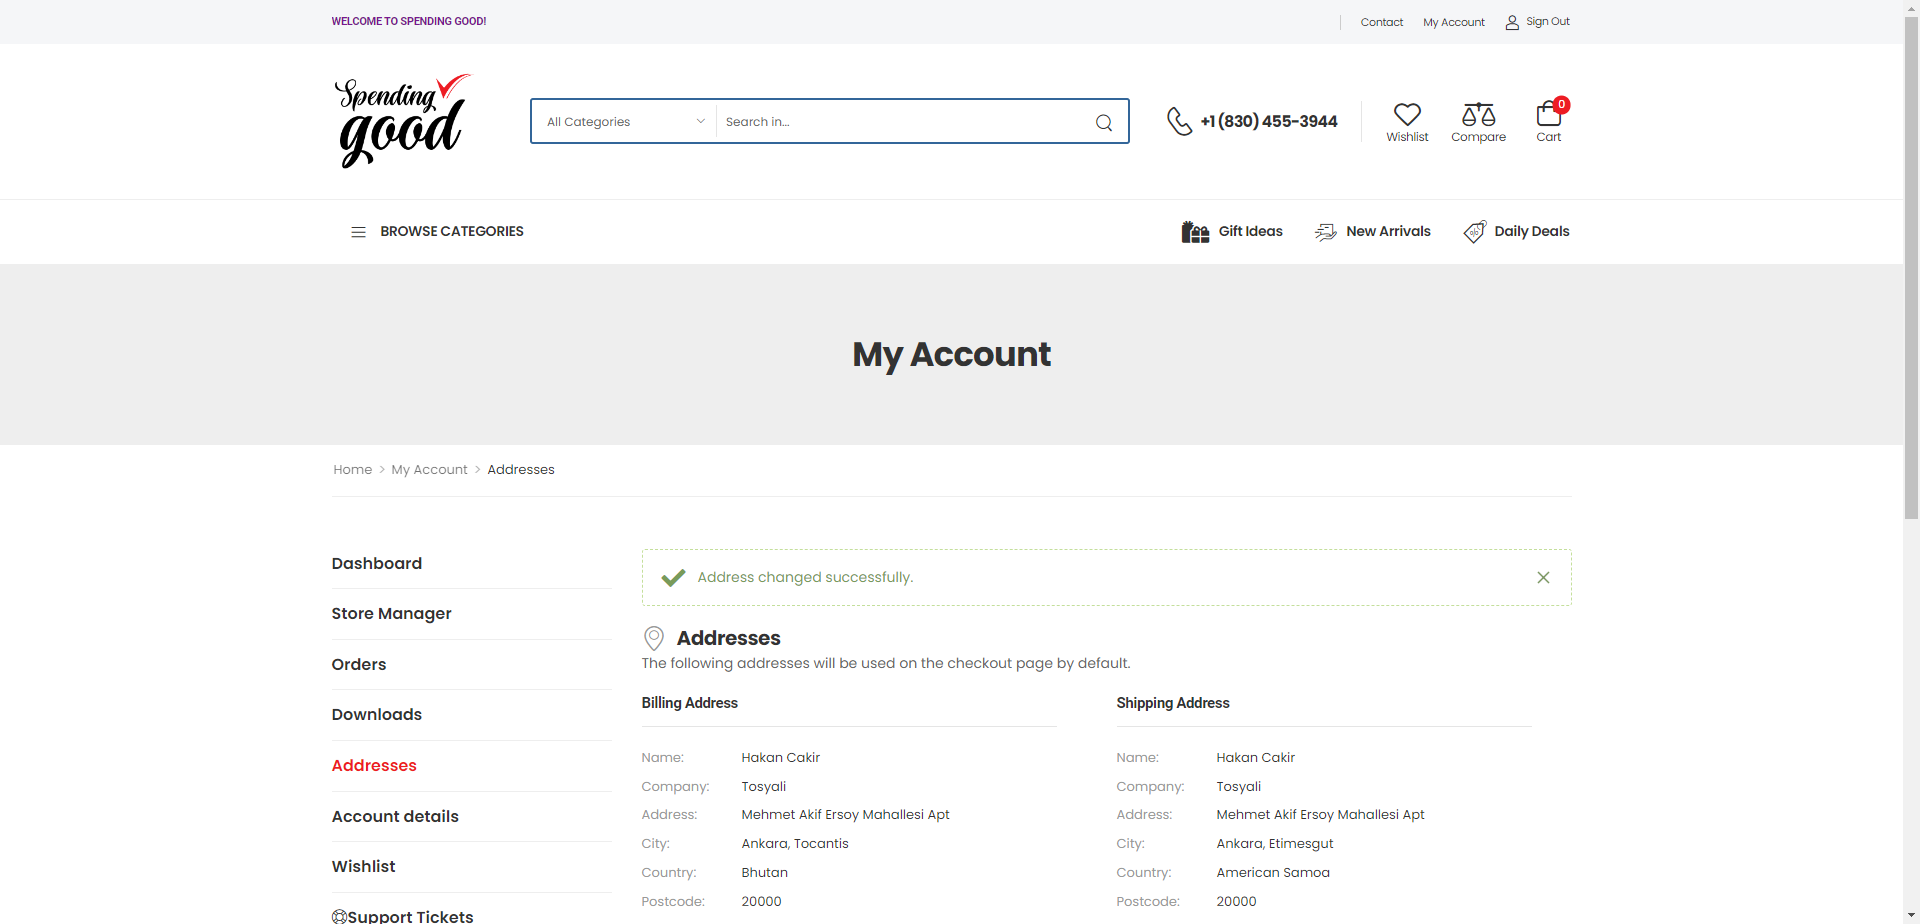 WELCOME TO SPENDING GOOD!
Contact My Account Sign Out
Spending
good
All Categories Search in... +1 (830) 455-3944 0
Wishlist Compare Cart
BROWSE CATEGORIES Gift Ideas New Arrivals Daily Deals
My Account
Home > My Account > Addresses
Dashboard
Store Manager
Orders
Downloads
Addresses
Account details
Wishlist
Support Tickets
Address changed successfully.
Addresses
The following addresses will be used on the checkout page by default.
Billing Address
Name: Hakan Cakir
Company: Tosyali
Address: Mehmet Akif Ersoy Mahallesi Apt
City: Ankara, Tocantis
Country: Bhutan
Postcode: 20000
Shipping Address
Name: Hakan Cakir
Company: Tosyali
Address: Mehmet Akif Ersoy Mahallesi Apt
City: Ankara, Etimesgut
Country: American Samoa
Postcode: 20000